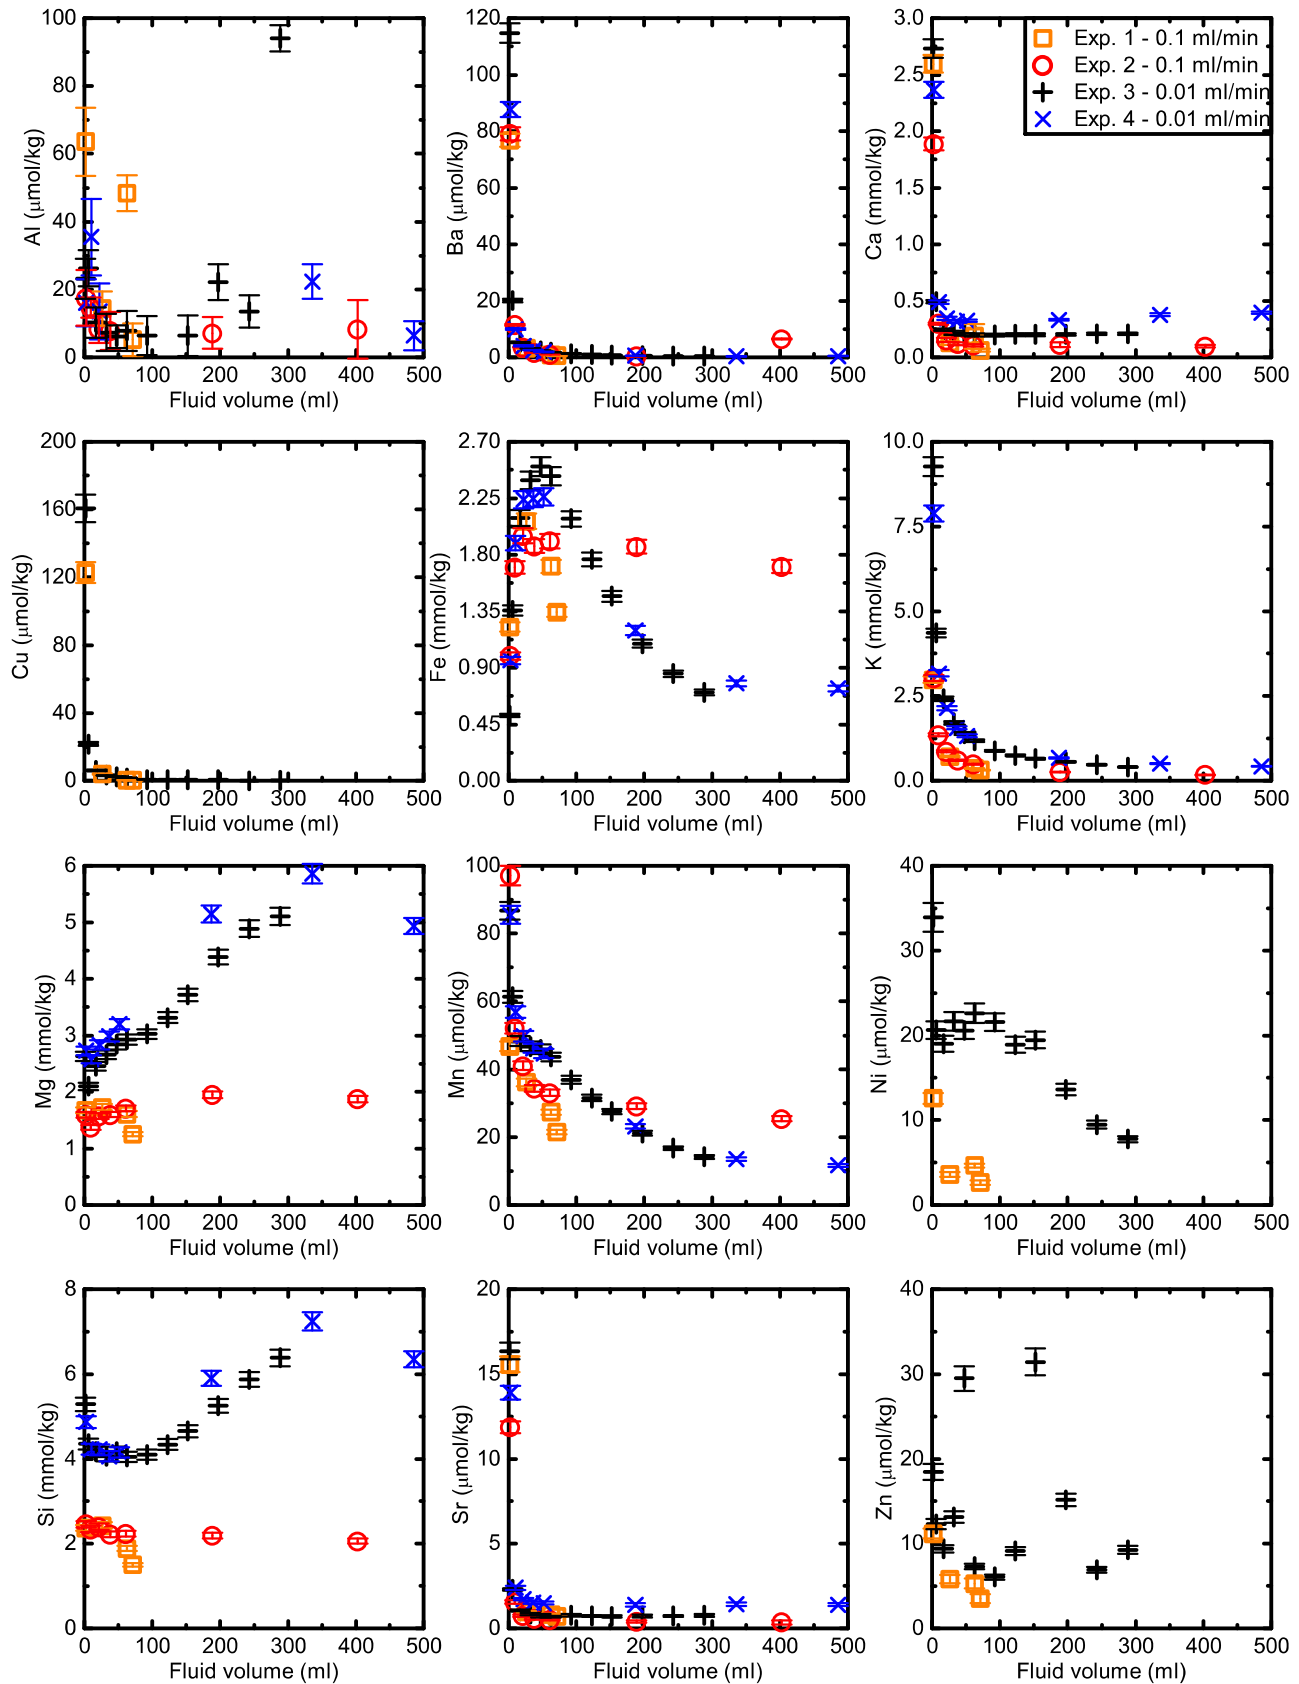 120
100
80
60
40
20
0
Al (μmol/kg)
0 100 200 300 400 500
Fluid volume (ml)
100
80
60
40
20
0
Ba (μmol/kg)
0 100 200 300 400 500
Fluid volume (ml)
3.0
2.5
2.0
1.5
1.0
0.5
0.0
Ca (mmol/kg)
0 100 200 300 400 500
Fluid volume (ml)
Exp. 1 - 0.1 ml/min
Exp. 2 - 0.1 ml/min
Exp. 3 - 0.01 ml/min
Exp. 4 - 0.01 ml/min
200
160
120
80
40
0
Cu (μmol/kg)
0 100 200 300 400 500
Fluid volume (ml)
2.70
2.25
1.80
1.35
0.90
0.45
0.00
Fe (mmol/kg)
0 100 200 300 400 500
Fluid volume (ml)
10.0
7.5
5.0
2.5
0.0
K (mmol/kg)
0 100 200 300 400 500
Fluid volume (ml)
6
5
4
3
2
1
0
Mg (mmol/kg)
0 100 200 300 400 500
Fluid volume (ml)
100
80
60
40
20
0
Mn (μmol/kg)
0 100 200 300 400 500
Fluid volume (ml)
40
30
20
10
0
Ni (μmol/kg)
0 100 200 300 400 500
Fluid volume (ml)
8
6
4
2
0
Si (mmol/kg)
0 100 200 300 400 500
Fluid volume (ml)
20
15
10
5
0
Sr (μmol/kg)
0 100 200 300 400 500
Fluid volume (ml)
40
30
20
10
0
Zn (μmol/kg)
0 100 200 300 400 500
Fluid volume (ml)